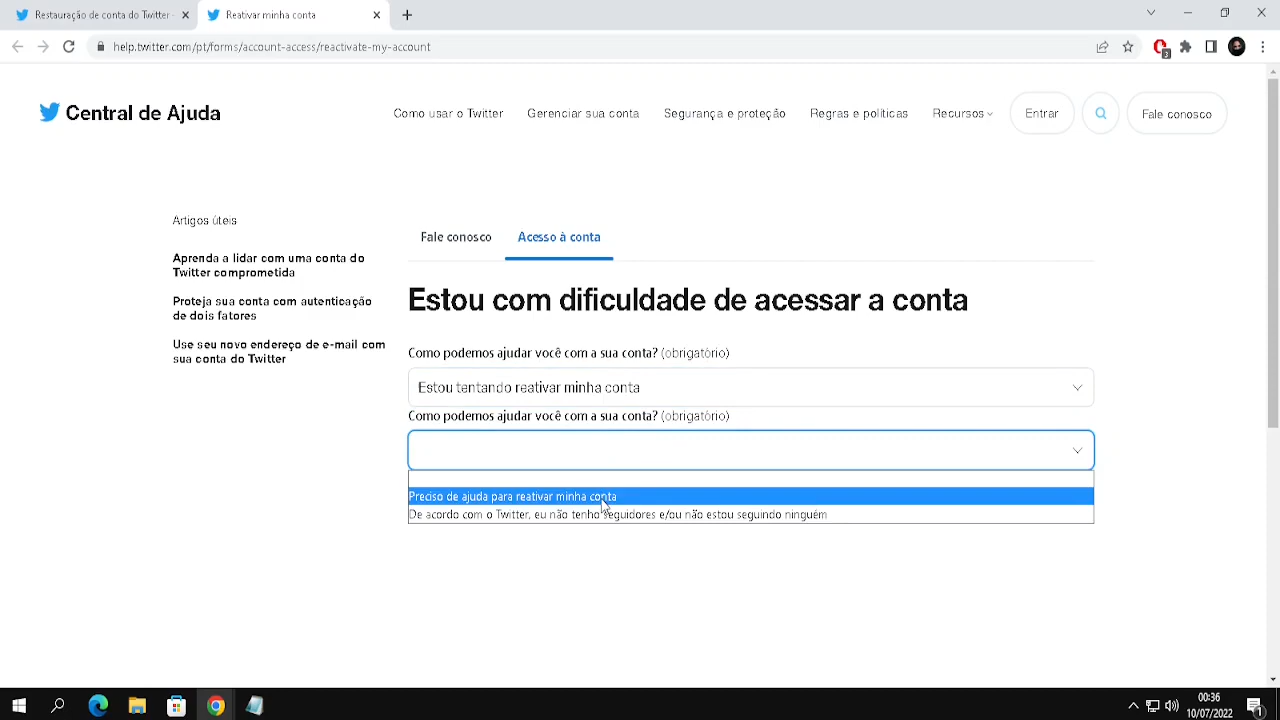 Restauração de conta do Twitter
Reativar minha conta
help.twitter.com/pt/forms/account-access/reactivate-my-account
3
Central de Ajuda
Como usar o Twitter
Gerenciar sua conta
Segurança e proteção
Regras e políticas
Recursos
Entrar
Fale conosco
Artigos úteis
Aprenda a lidar com uma conta do
Twitter comprometida
Proteja sua conta com autenticação
de dois fatores
Use seu novo endereço de e-mail com
sua conta do Twitter
Fale conosco
Acesso à conta
Estou com dificuldade de acessar a conta
Como podemos ajudar você com a sua conta? (obrigatório)
Estou tentando reativar minha conta
Como podemos ajudar você com a sua conta? (obrigatório)
Preciso de ajuda para reativar minha conta
De acordo com o Twitter, eu não tenho seguidores e/ou não estou seguindo ninguém
00:36
10/07/2022
1